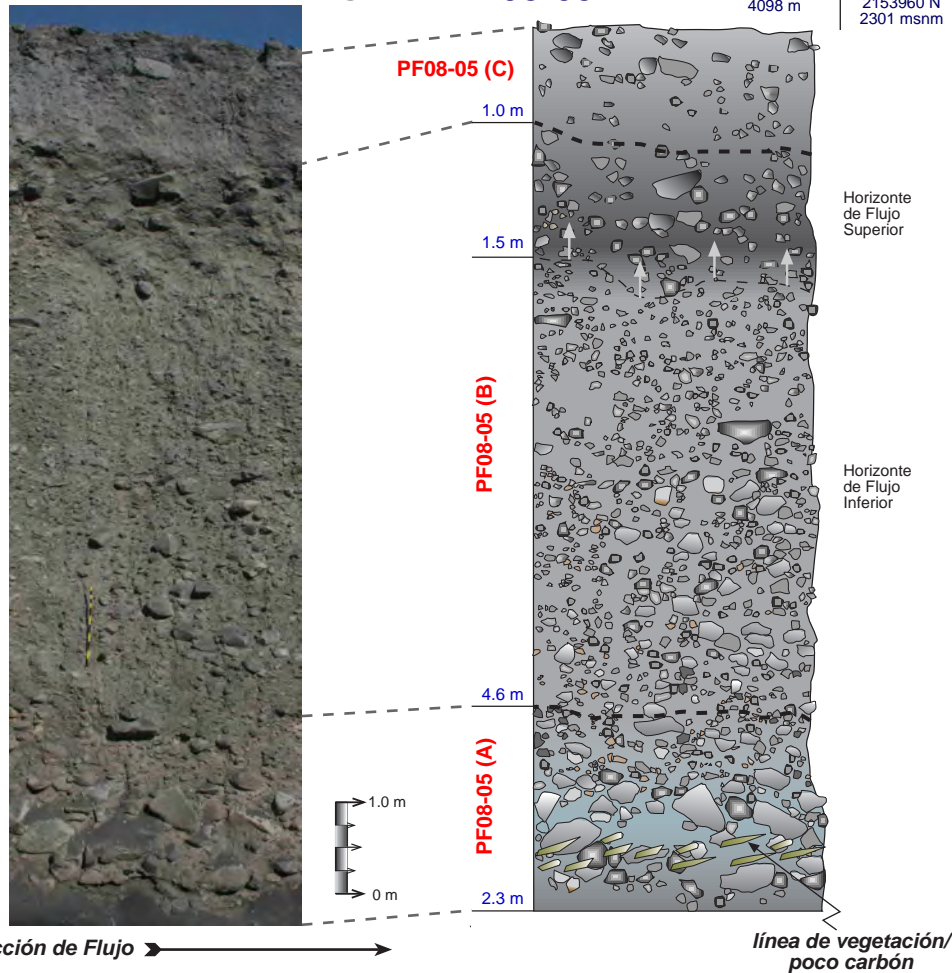 4098 m
2153960 N
2301 msnm
PF08-05 (C)
1.0 m
Horizonte
de Flujo
Superior
1.5 m
PF08-05 (B)
Horizonte
de Flujo
Inferior
4.6 m
PF08-05 (A)
1.0 m
0 m
2.3 m
de Flujo
línea de vegetación/
poco carbón